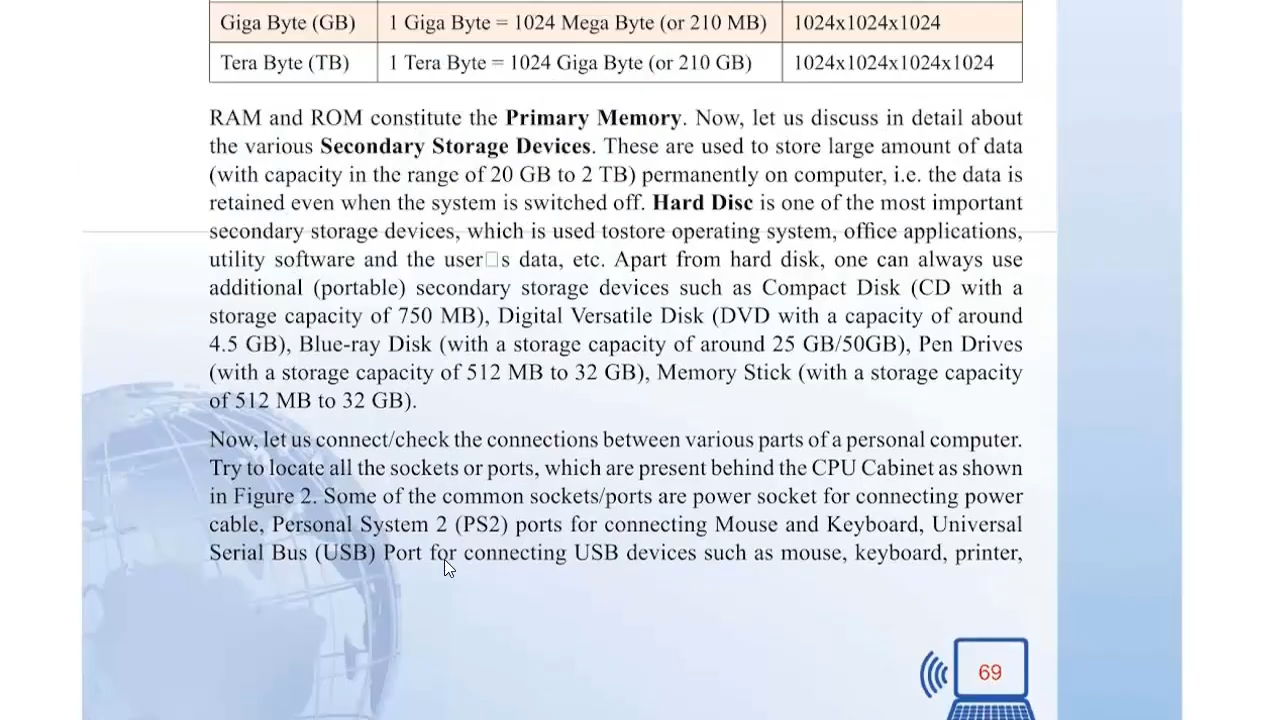 Giga Byte (GB) 1 Giga Byte = 1024 Mega Byte (or 210 MB) 1024x1024x1024
Tera Byte (TB) 1 Tera Byte = 1024 Giga Byte (or 210 GB) 1024x1024x1024x1024
RAM and ROM constitute the Primary Memory. Now, let us discuss in detail about
the various Secondary Storage Devices. These are used to store large amount of data
(with capacity in the range of 20 GB to 2 TB) permanently on computer, i.e. the data is
retained even when the system is switched off. Hard Disc is one of the most important
secondary storage devices, which is used tostore operating system, office applications,
utility software and the user□s data, etc. Apart from hard disk, one can always use
additional (portable) secondary storage devices such as Compact Disk (CD with a
storage capacity of 750 MB), Digital Versatile Disk (DVD with a capacity of around
4.5 GB), Blue-ray Disk (with a storage capacity of around 25 GB/50GB), Pen Drives
(with a storage capacity of 512 MB to 32 GB), Memory Stick (with a storage capacity
of 512 MB to 32 GB).
Now, let us connect/check the connections between various parts of a personal computer.
Try to locate all the sockets or ports, which are present behind the CPU Cabinet as shown
in Figure 2. Some of the common sockets/ports are power socket for connecting power
cable, Personal System 2 (PS2) ports for connecting Mouse and Keyboard, Universal
Serial Bus (USB) Port for connecting USB devices such as mouse, keyboard, printer,
69